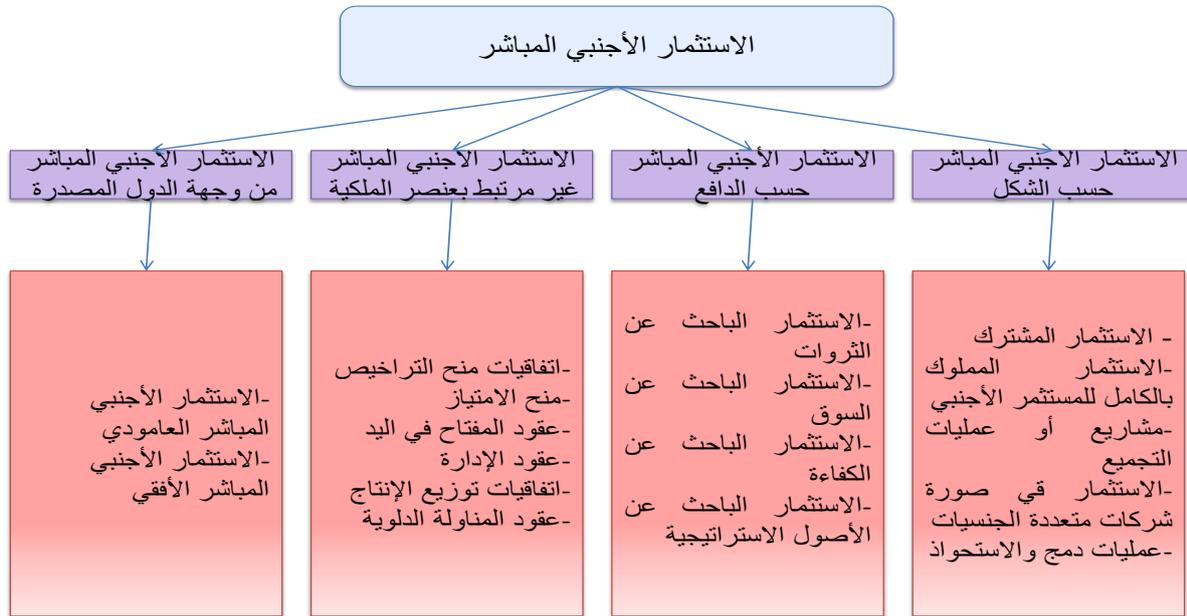 الاستثمار الأجنبي المباشر
الاستثمار الأجنبي المباشر
حسب الشكل
الاستثمار الأجنبي المباشر
حسب الدافع
الاستثمار الأجنبي المباشر
غير مرتبط بعنصر الملكية
الاستثمار الأجنبي المباشر
من وجهة الدول المصدرة
- الاستثمار المشترك
-الاستثمار المملوك
بالكامل للمستثمر الأجنبي
-مشاريع أو عمليات
التجميع
-الاستثمار قي صورة
شركات متعددة الجنسيات
-عمليات دمج والاستحواذ
-الاستثمار الباحث عن
الثروات
-الاستثمار الباحث عن
السوق
-الاستثمار الباحث عن
الكفاءة
-الاستثمار الباحث عن
الأصول الاستراتيجية
-اتفاقيات منح التراخيص
-منح الامتياز
-عقود المفتاح في اليد
-عقود الإدارة
-اتفاقيات توزيع الإنتاج
-عقود المناولة الدلوية
-الاستثمار الأجنبي
المباشر العامودي
-الاستثمار الأجنبي
المباشر الأفقي